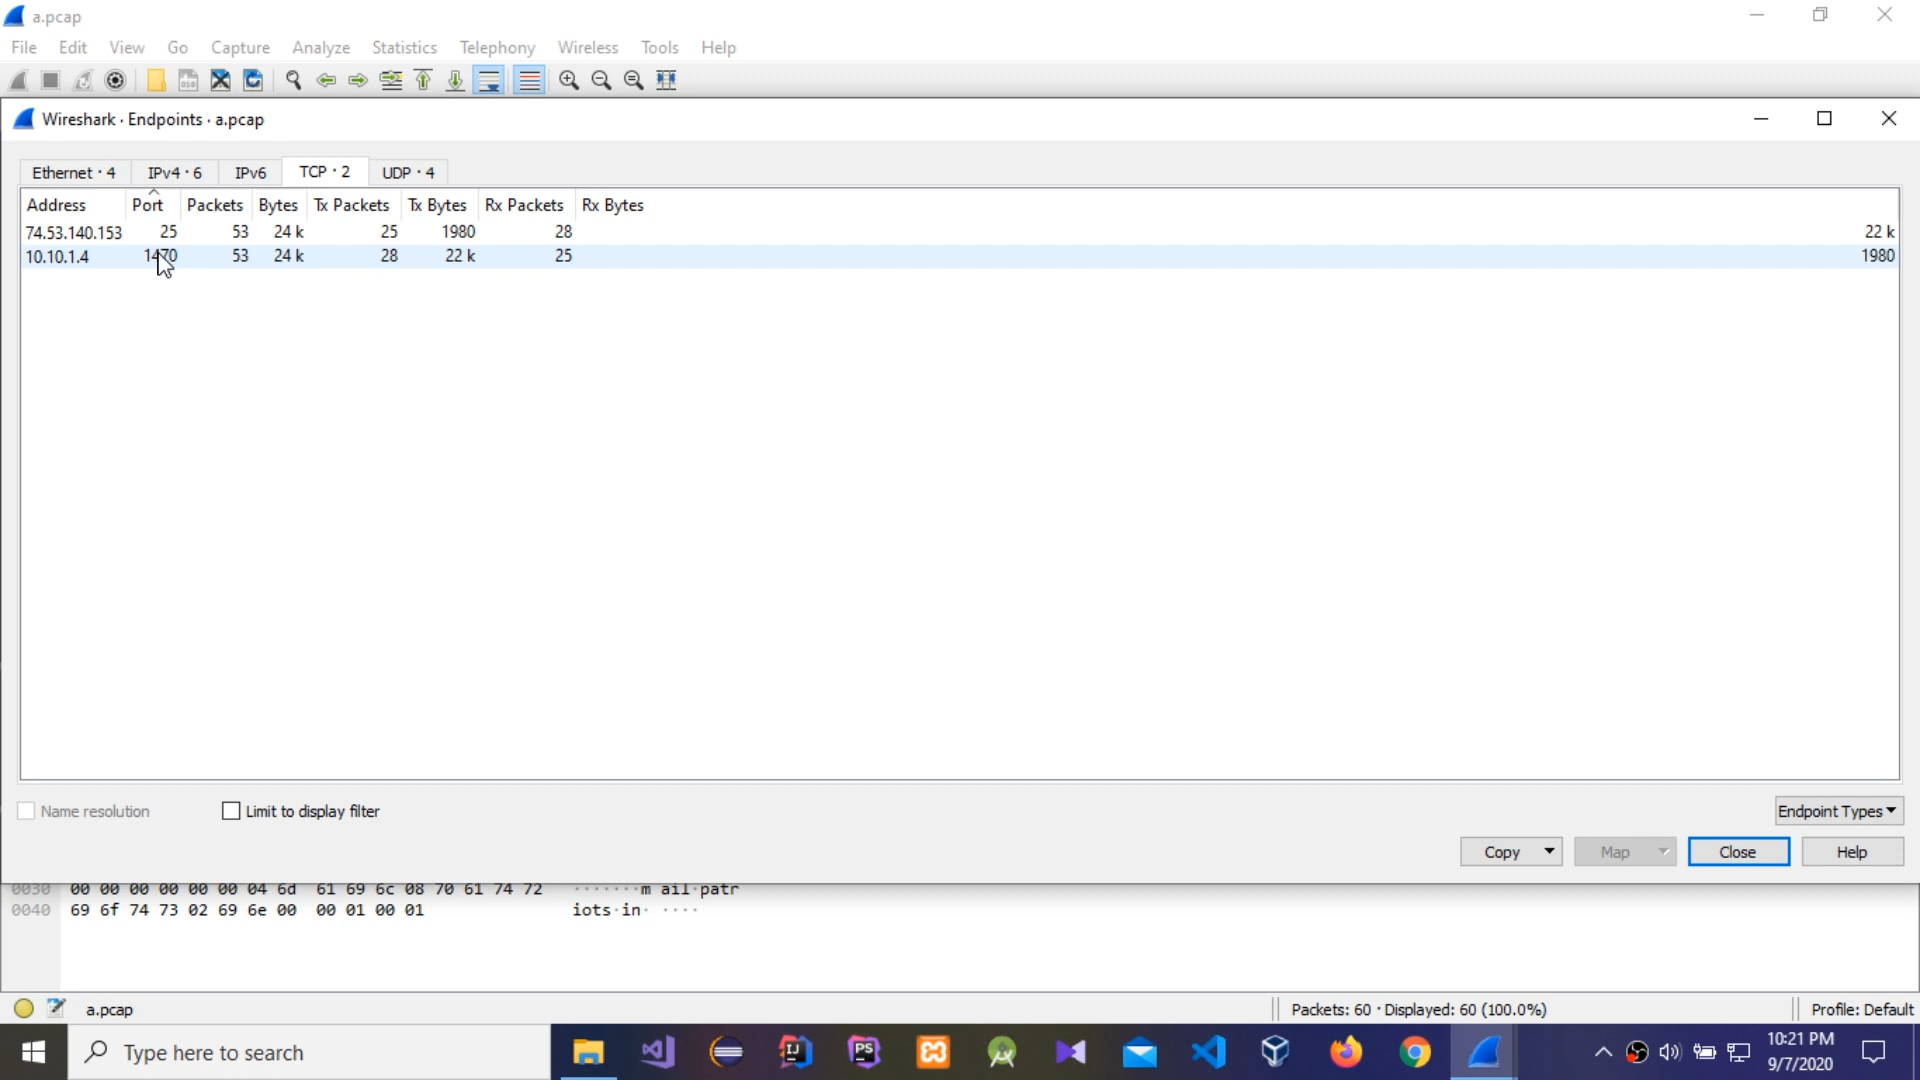 a.pcap
File Edit View Go Capture Analyze Statistics Telephony Wireless Tools Help
Wireshark · Endpoints · a.pcap
Ethernet · 4 IPv4 · 6 IPv6 TCP · 2 UDP · 4
Address Port Packets Bytes Tx Packets Tx Bytes Rx Packets Rx Bytes
74.53.140.153 25 53 24 k 25 1980 28 22 k
10.10.1.4 1470 53 24 k 28 22 k 25 1980
Name resolution Limit to display filter Endpoint Types
Copy Map Close Help
0030 00 00 00 00 00 00 04 6d 61 69 6c 08 70 61 74 72 ·······m ail·patr
0040 69 6f 74 73 02 69 6e 00 00 01 00 01 iots·in· ····
a.pcap Packets: 60 · Displayed: 60 (100.0%) Profile: Default
Type here to search
10:21 PM
9/7/2020